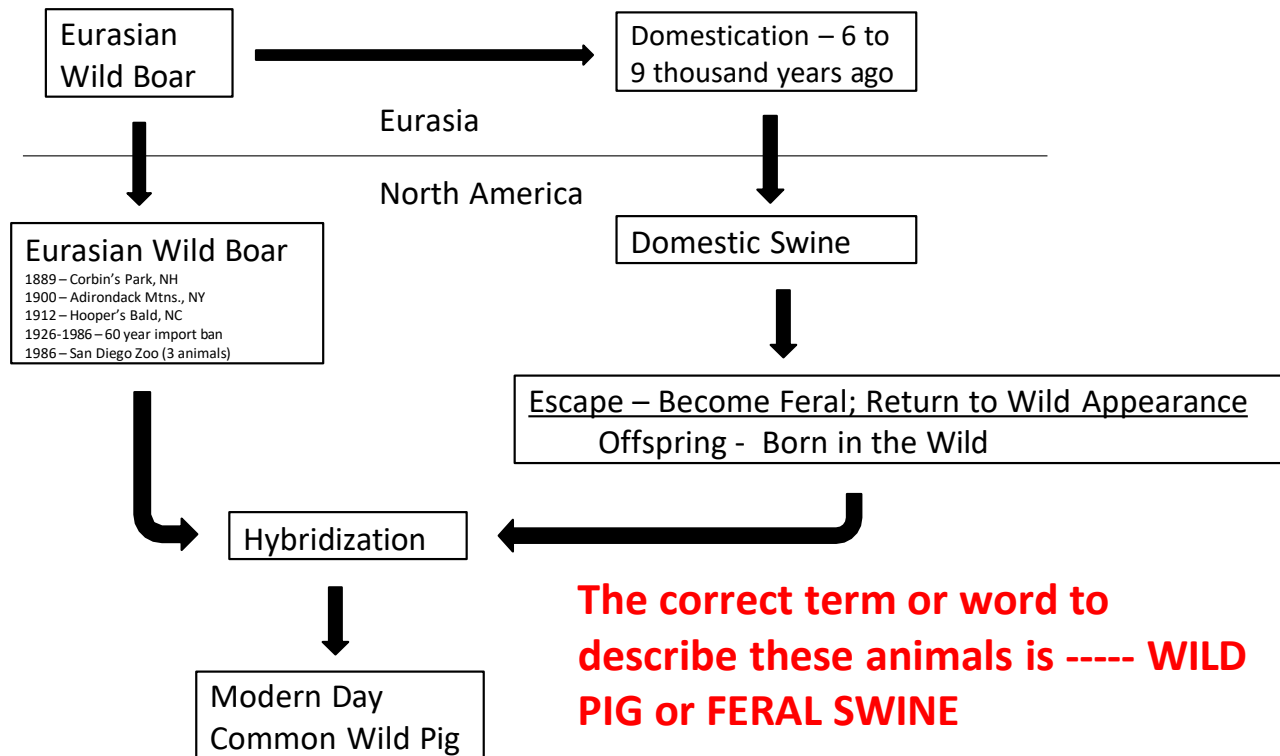 Eurasian
Wild Boar
Domestication – 6 to
9 thousand years ago
Eurasia
North America
Eurasian Wild Boar
1889 – Corbin's Park, NH
1900 – Adirondack Mtns., NY
1912 – Hooper's Bald, NC
1926-1986 – 60 year import ban
1986 – San Diego Zoo (3 animals)
Domestic Swine
Escape – Become Feral; Return to Wild Appearance
Offspring - Born in the Wild
Hybridization
The correct term or word to
describe these animals is ----- WILD
PIG or FERAL SWINE
Modern Day
Common Wild Pig